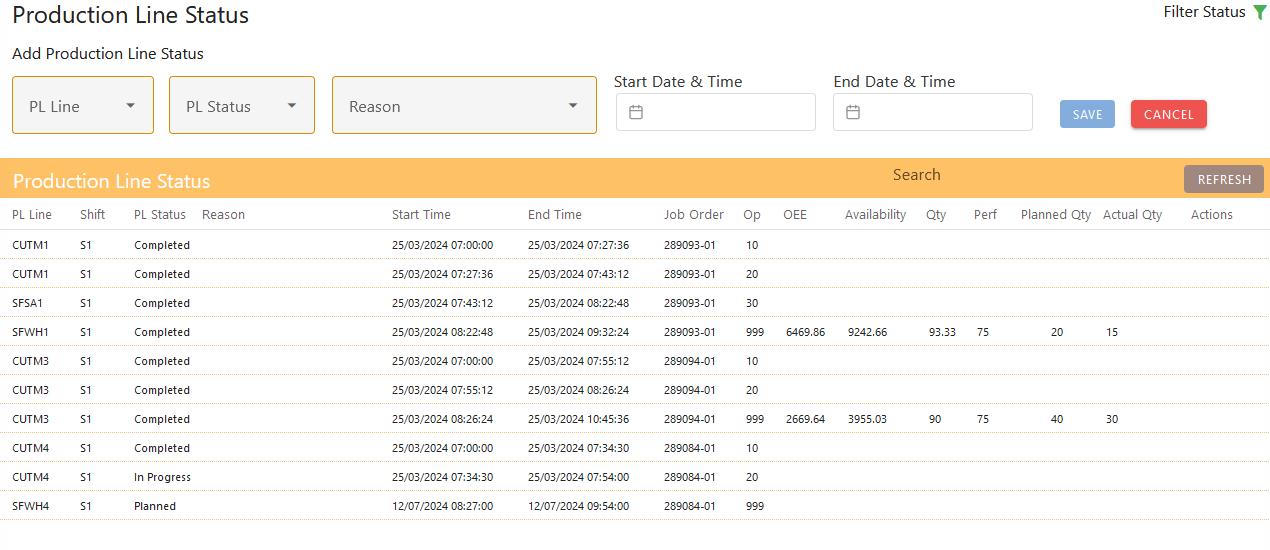 Production Line Status
Filter Status
Add Production Line Status
PL Line
PL Status
Reason
Start Date & Time
End Date & Time
SAVE
CANCEL
Production Line Status
Search
REFRESH
PL Line Shift PL Status Reason Start Time End Time Job Order Op OEE Availability Qty Perf Planned Qty Actual Qty Actions
CUTM1 S1 Completed 25/03/2024 07:00:00 25/03/2024 07:27:36 289093-01 10
CUTM1 S1 Completed 25/03/2024 07:27:36 25/03/2024 07:43:12 289093-01 20
SFSA1 S1 Completed 25/03/2024 07:43:12 25/03/2024 08:22:48 289093-01 30
SFWH1 S1 Completed 25/03/2024 08:22:48 25/03/2024 09:32:24 289093-01 999 6469.86 9242.66 93.33 75 20 15
CUTM3 S1 Completed 25/03/2024 07:00:00 25/03/2024 07:55:12 289094-01 10
CUTM3 S1 Completed 25/03/2024 07:55:12 25/03/2024 08:26:24 289094-01 20
CUTM3 S1 Completed 25/03/2024 08:26:24 25/03/2024 10:45:36 289094-01 999 2669.64 3955.03 90 75 40 30
CUTM4 S1 Completed 25/03/2024 07:00:00 25/03/2024 07:34:30 289084-01 10
CUTM4 S1 In Progress 25/03/2024 07:34:30 25/03/2024 07:54:00 289084-01 20
SFWH4 S1 Planned 12/07/2024 08:27:00 12/07/2024 09:54:00 289084-01 999